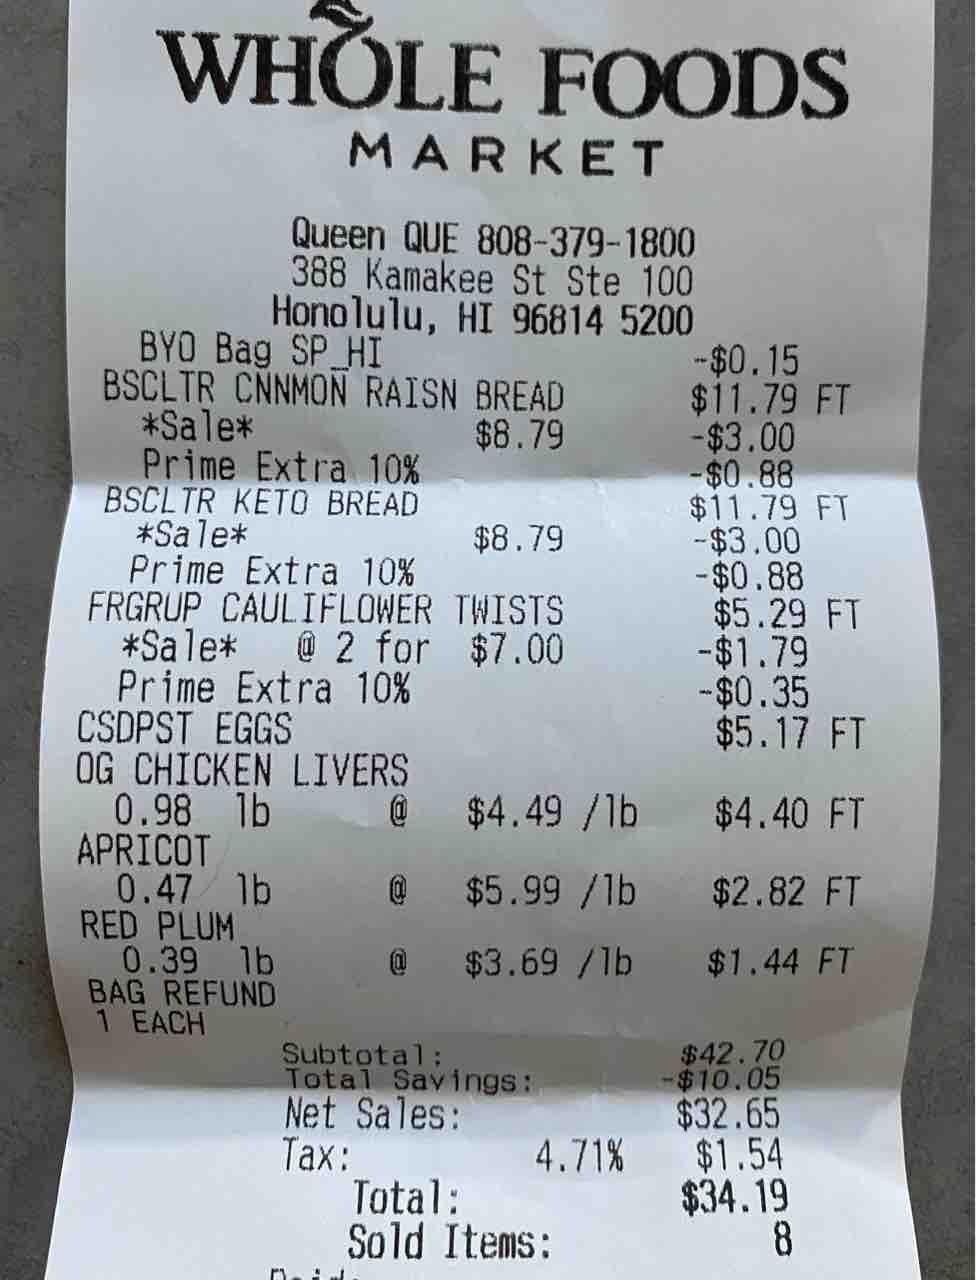 WHOLE FOODS
MARKET
Queen QUE 808-379-1800
388 Kamakee St Ste 100
Honolulu, HI 96814 5200
BYO Bag SP_HI -$0.15
BSCLTR CNNMON RAISN BREAD $11.79 FT
*Sale* $8.79 -$3.00
Prime Extra 10% -$0.88
BSCLTR KETO BREAD $11.79 FT
*Sale* $8.79 -$3.00
Prime Extra 10% -$0.88
FRGRUP CAULIFLOWER TWISTS $5.29 FT
*Sale* @ 2 for $7.00 -$1.79
Prime Extra 10% -$0.35
CSDPST EGGS $5.17 FT
OG CHICKEN LIVERS
0.98 lb @ $4.49 /lb $4.40 FT
APRICOT
0.47 lb @ $5.99 /lb $2.82 FT
RED PLUM
0.39 lb @ $3.69 /lb $1.44 FT
BAG REFUND
1 EACH
Subtotal: $42.70
Total Savings: -$10.05
Net Sales: $32.65
Tax: 4.71% $1.54
Total: $34.19
Sold Items: 8